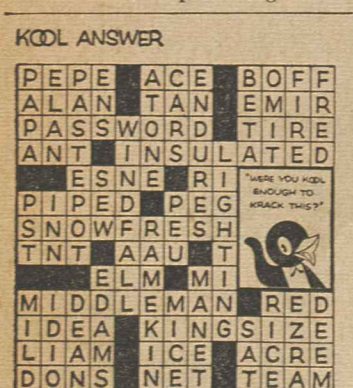 KOOL ANSWER
PEPE ACE BOFF
ALAN TAN EMIR
PASSWORD TIRE
ANT INSULATED
ESNE RI
"WERE YOU KOOL
ENOUGH TO
KRACK THIS?"
PIPED PEG
SNOWFRESH
TNT AAU T
ELM MI
MIDDLEMAN RED
IDEA KINGSIZE
LIAM ICE ACRE
DONS NET TEAM